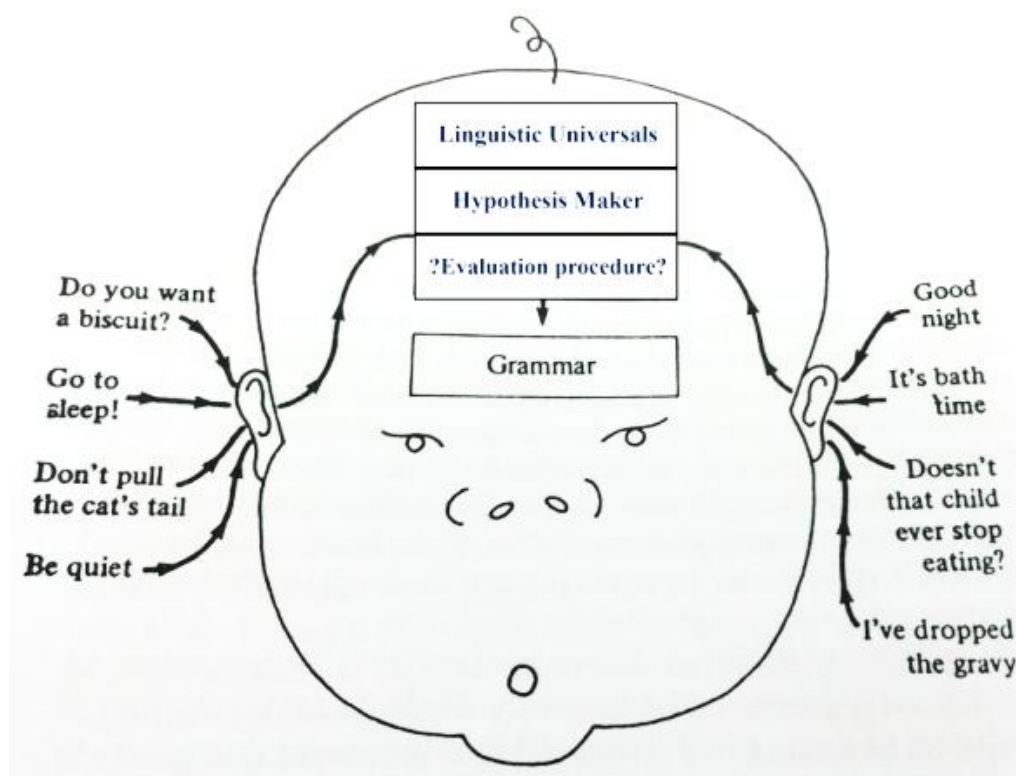 Linguistic Universals
Hypothesis Maker
?Evaluation procedure?
Grammar
Do you want
a biscuit?
Go to
sleep!
Don't pull
the cat's tail
Be quiet
Good
night
It's bath
time
Doesn't
that child
ever stop
eating?
I've dropped
the gravy